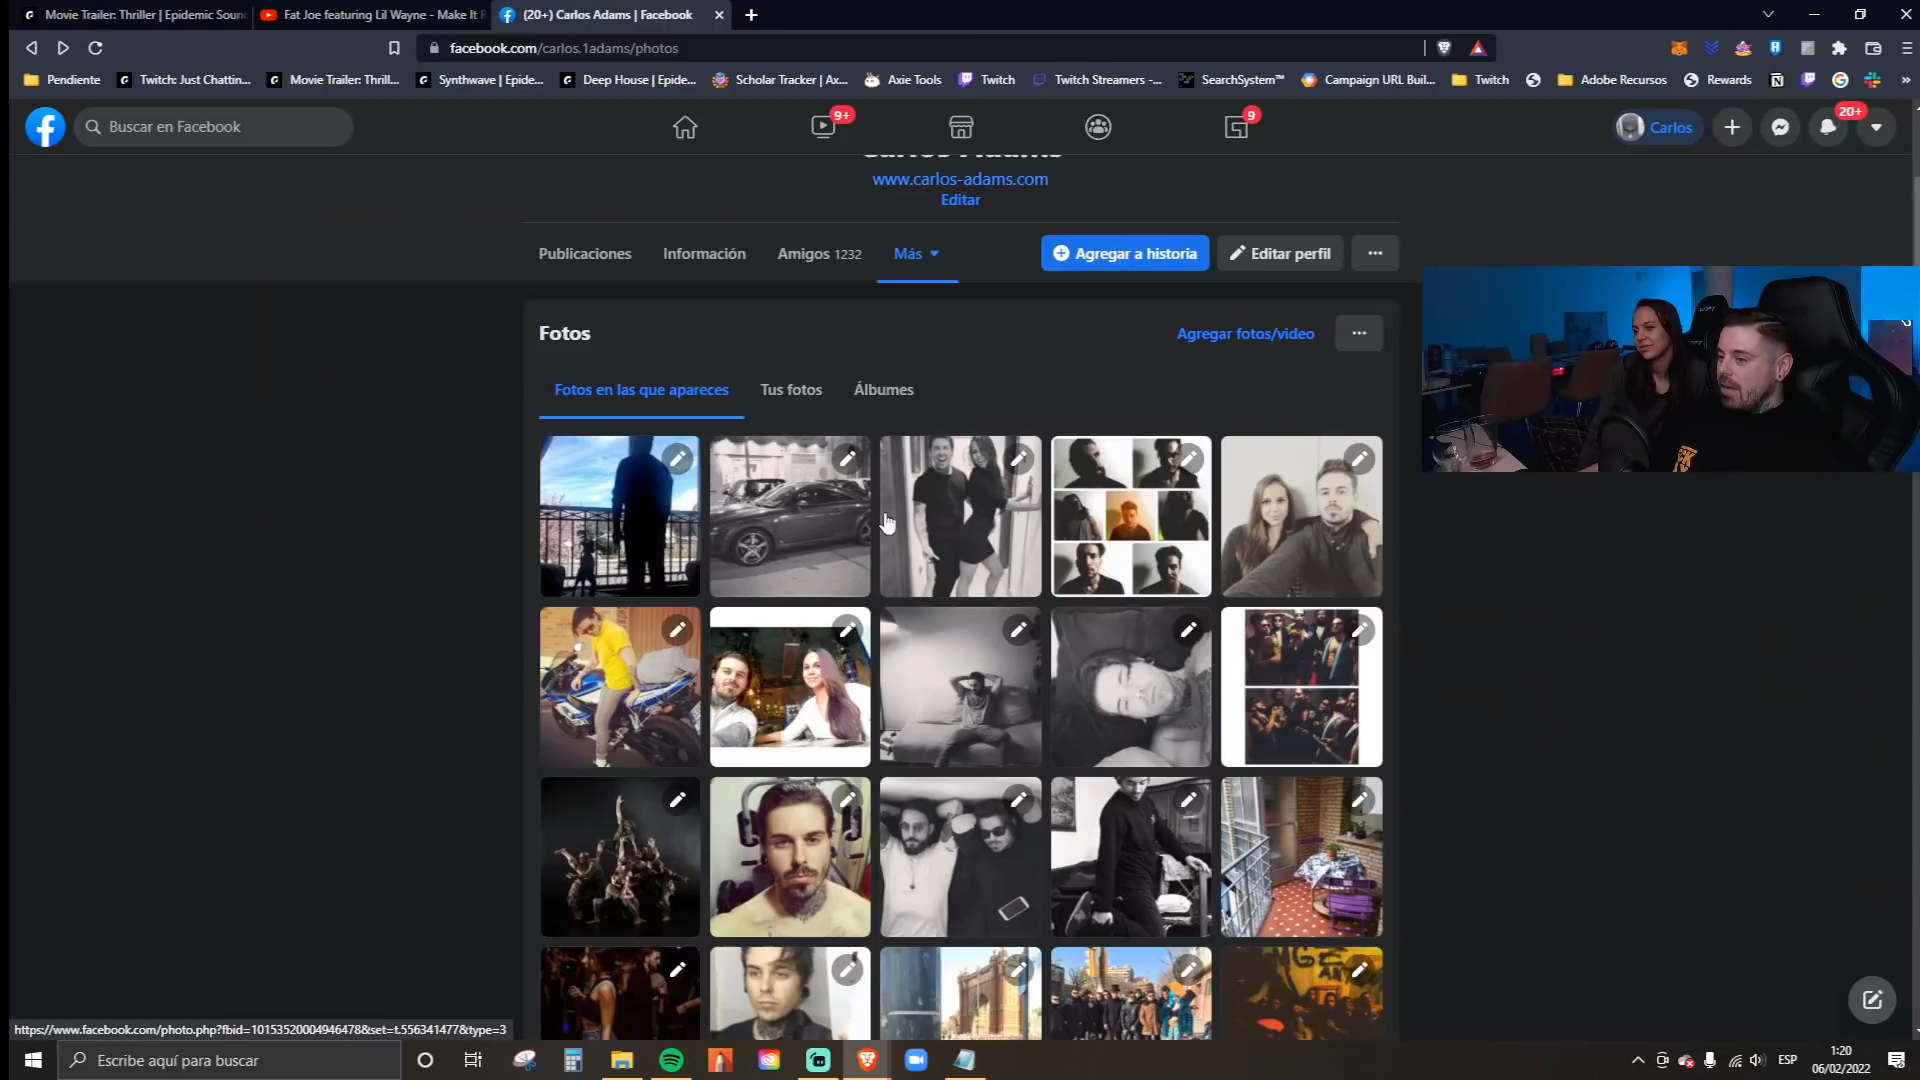 Movie Trailer: Thriller | Epidemic Soun
Fat Joe featuring Lil Wayne - Make It R
(20+) Carlos Adams | Facebook
facebook.com/carlos.1adams/photos
Pendiente
Twitch: Just Chattin...
Movie Trailer: Thrill...
Synthwave | Epide...
Deep House | Epide...
Scholar Tracker | Ax...
Axie Tools
Twitch
Twitch Streamers -...
SearchSystem™
Campaign URL Buil...
Twitch
Adobe Recursos
Rewards
Buscar en Facebook
9+
9
Carlos
20+
Carlos Adams
www.carlos-adams.com
Editar
Publicaciones
Información
Amigos 1232
Más
Agregar a historia
Editar perfil
Fotos
Agregar fotos/video
Fotos en las que apareces
Tus fotos
Álbumes
https://www.facebook.com/photo.php?fbid=10153520004946478&set=t.556341477&type=3
Escribe aquí para buscar
ESP
1:20
06/02/2022